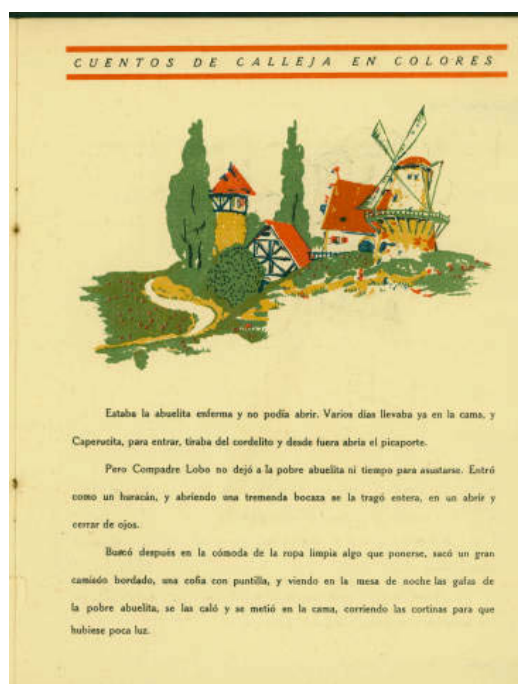 CUENTOS DE CALLEJA EN COLORES
Estaba la abuelita enferma y no podía abrir. Varios días llevaba ya en la cama, y
Caperucita, para entrar, tiraba del cordelito y desde fuera abría el picaporte.
Pero Compadre Lobo no dejó a la pobre abuelita ni tiempo para asustarse. Entró
como un huracán, y abriendo una tremenda bocaza se la tragó entera, en un abrir y
cerrar de ojos.
Buscó después en la cómoda de la ropa limpia algo que ponerse, sacó un gran
camisón bordado, una cofia con puntilla, y viendo en la mesa de noche las gafas de
la pobre abuelita, se las caló y se metió en la cama, corriendo las cortinas para que
hubiese poca luz.